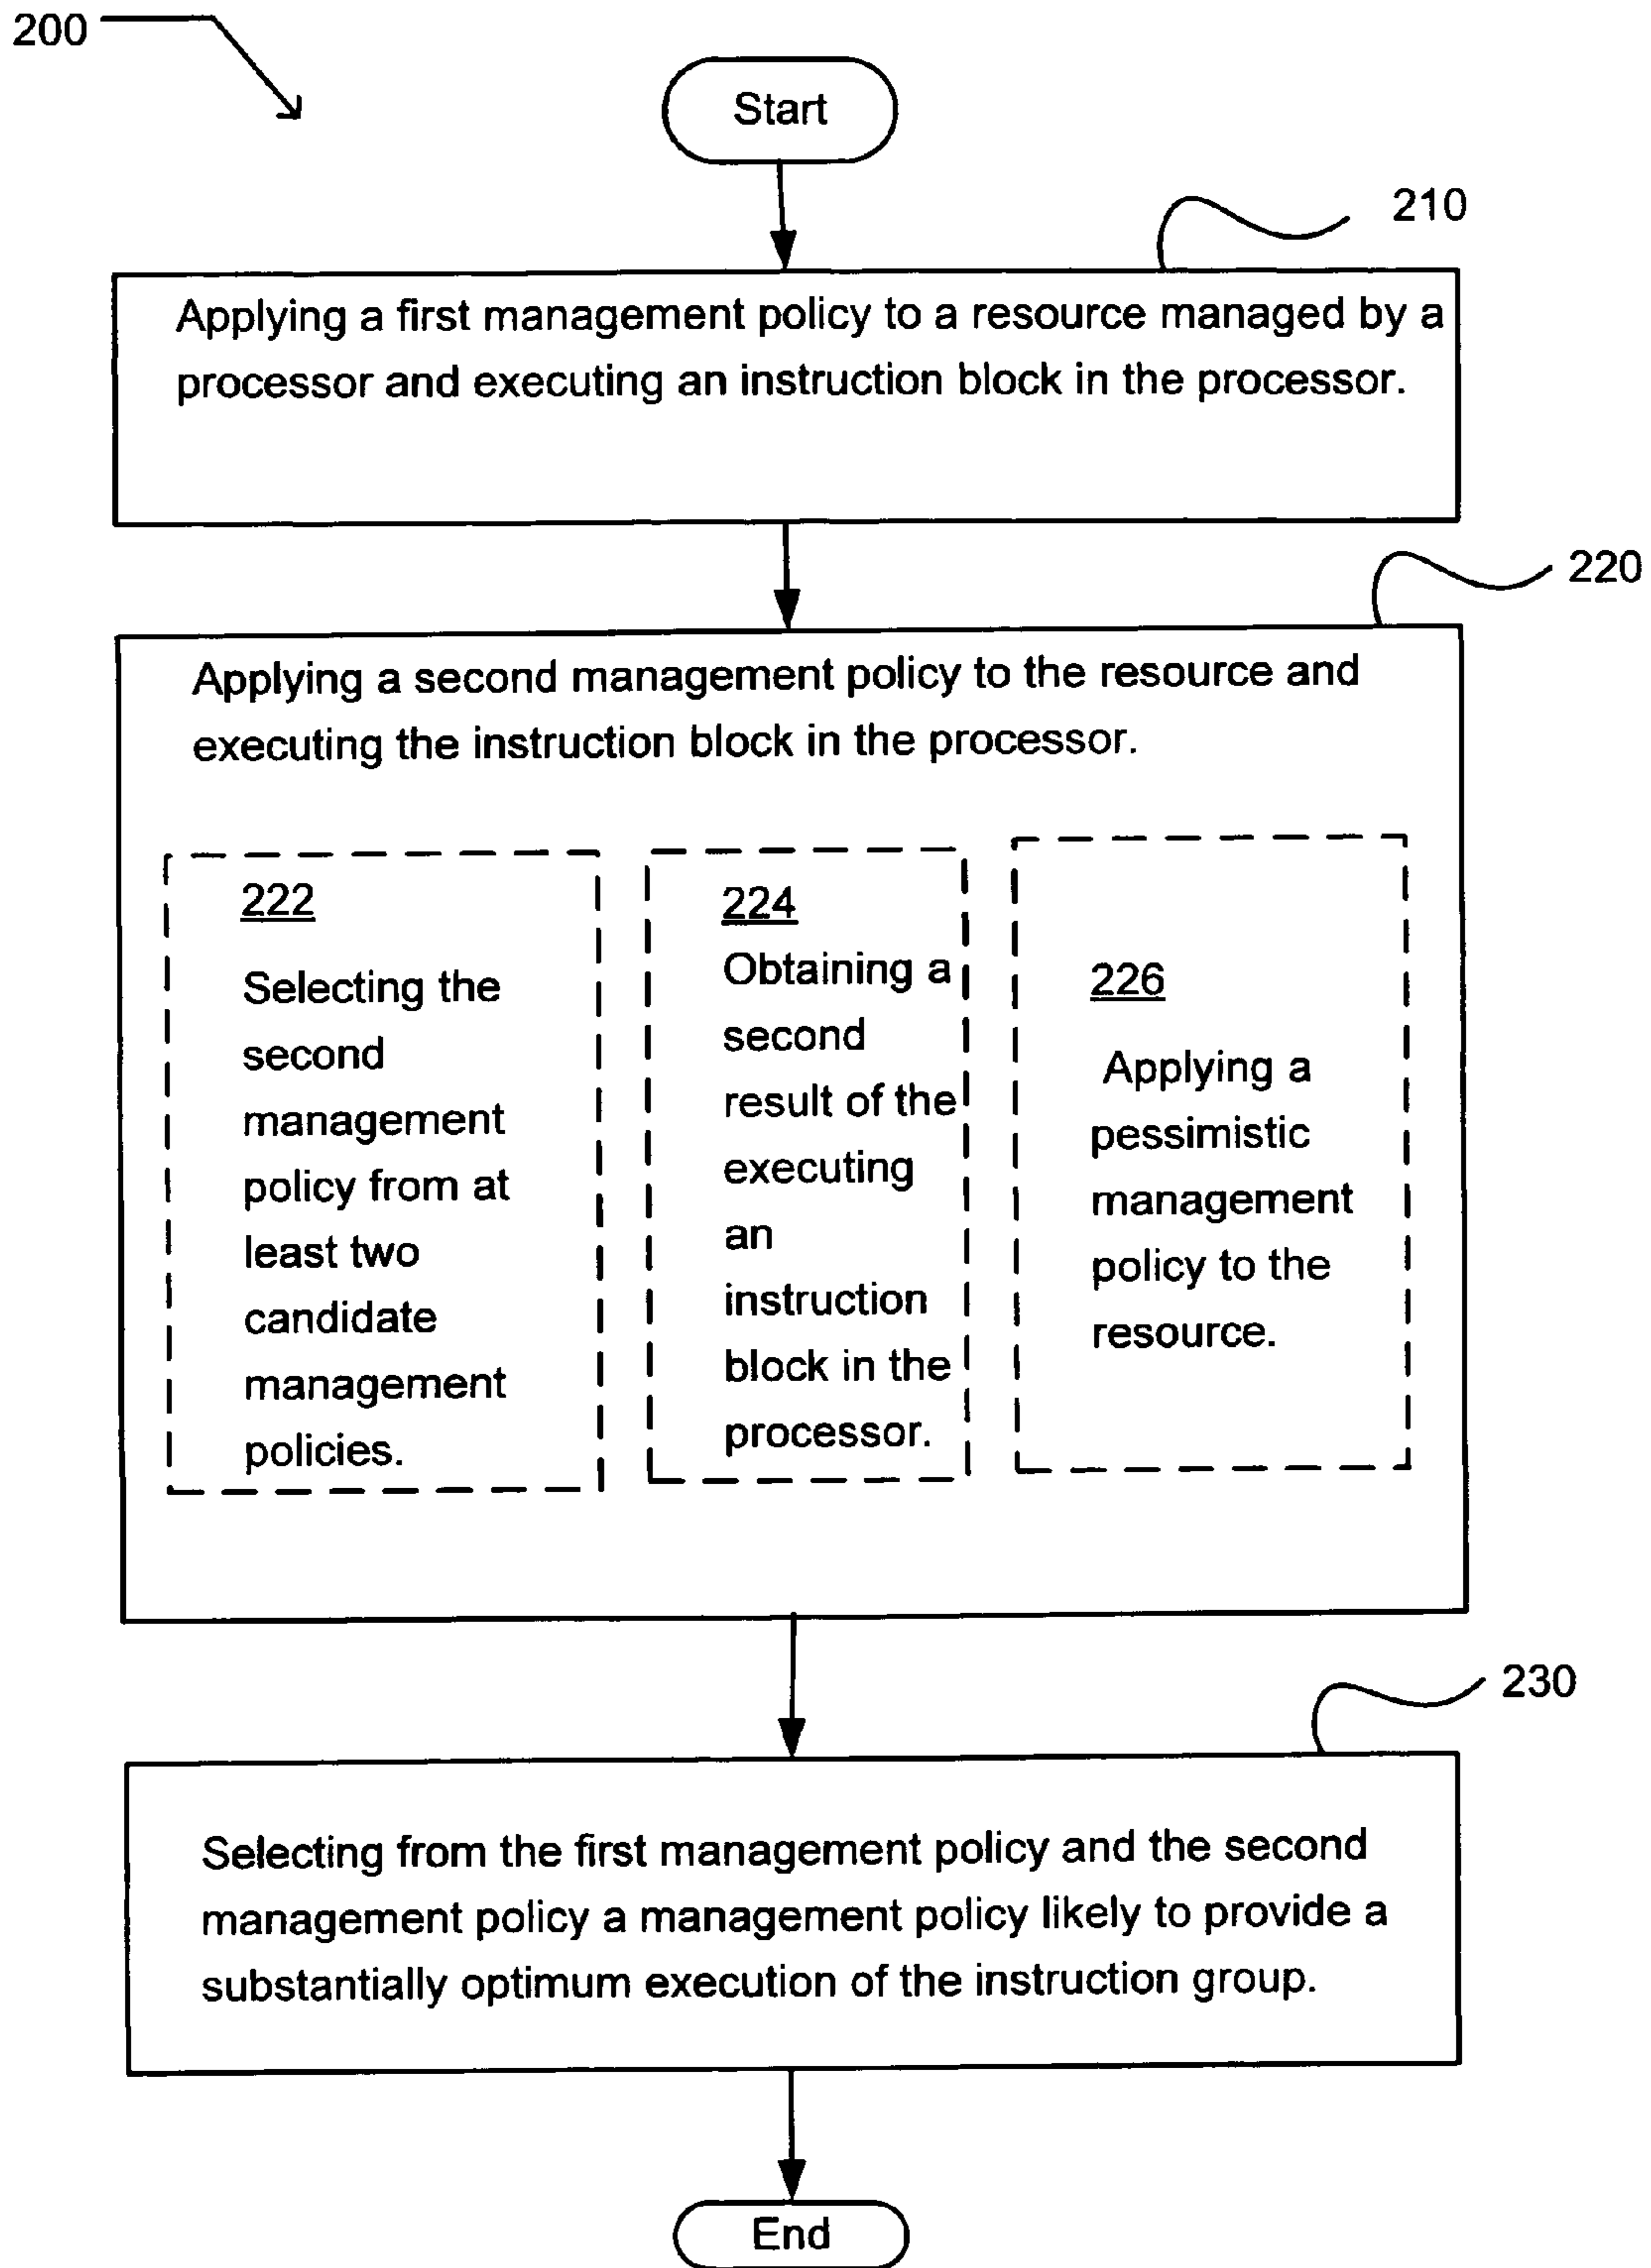 200
Start
210
Applying a first management policy to a resource managed by a
processor and executing an instruction block in the processor.
220
Applying a second management policy to the resource and
executing the instruction block in the processor.
222
Selecting the
second
management
policy from at
least two
candidate
management
policies.
224
Obtaining a
second
result of the
executing
an
instruction
block in the
processor.
226
Applying a
pessimistic
management
policy to the
resource.
230
Selecting from the first management policy and the second
management policy a management policy likely to provide a
substantially optimum execution of the instruction group.
End